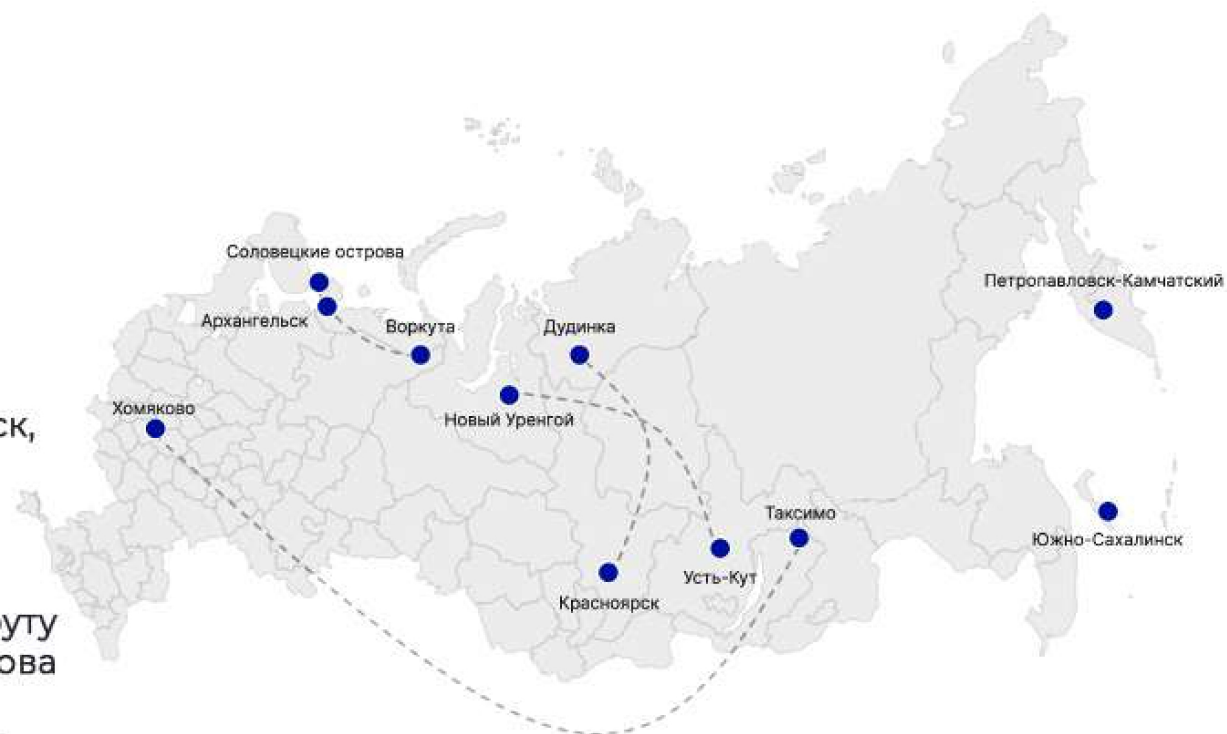 Соловецкие острова
Петропавловск-Камчатский
Архангельск
Воркута
Дудинка
Хомяково
Новый Уренгой
Таксимо
Южно-Сахалинск
Усть-Кут
Красноярск